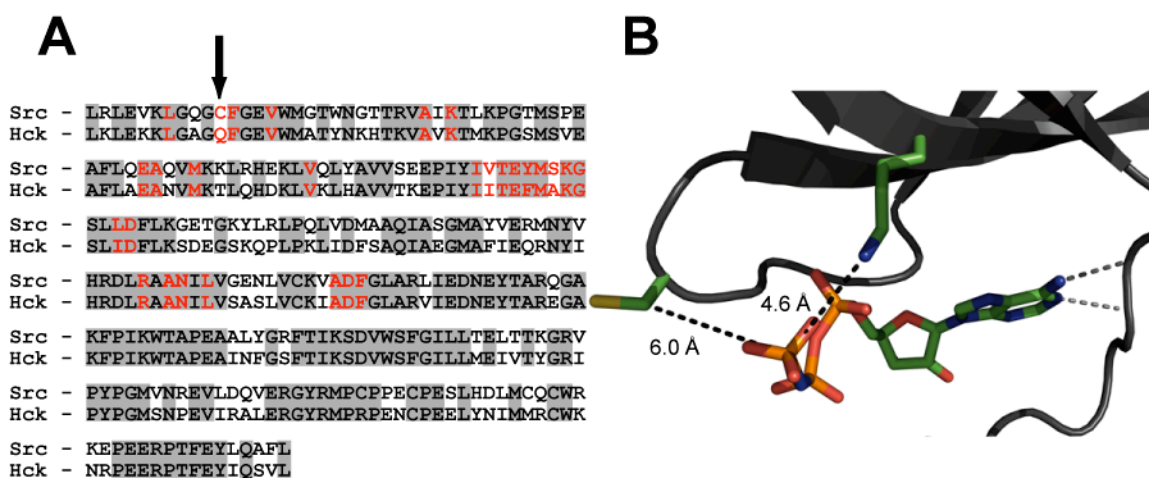 A
B
Src - LRLEVKLGQGCFGEVWMGTWNGTTRVAIKTLKPGTMSPE
Hck - LKLEKKLGAGQFGEVWMATYNKHTKVAVKTMKPGSMSVE
Src - AFLQEAQVMKKLRHEKLVQLYAVVSEEPIYIVTEYMSKG
Hck - AFLAEANVMKTLQHDKLVKLHAVVTKEPIYIITEFMAKG
Src - SLLDFLKGETGKYLRLPQLVDMAAQIASGMAYVERMNYV
Hck - SLIDFLKSDEGSKQPLPKLIDFSAQIAEGMAFIEQRNYI
Src - HRDLRAANILVGENLVCKVADFGLARLIEDNEYTARQGA
Hck - HRDLRAANILVSASLVCKIADFGLARVIEDNEYTAREGA
Src - KFPIKWTAPEAALYGRFTIKSDVWSFGILLTELTTKGRV
Hck - KFPIKWTAPEAINFGSFTIKSDVWSFGILLMEIVTYGRI
Src - PYPGMVNREVLDQVERGYRMPCPPECPESLHDLMCQCWR
Hck - PYPGMSNPEVIRALERGYRMPRPENCPEELYNIMMRCWK
Src - KEPEERPTFEYLQAFL
Hck - NRPEERPTFEYIQSVL
4.6 Å
6.0 Å